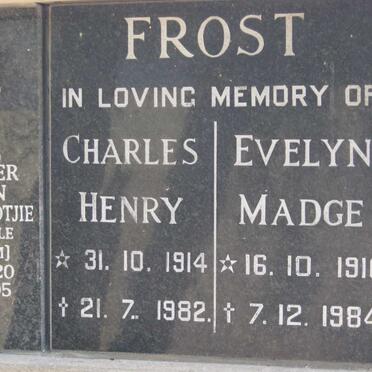 FROST
IN LOVING MEMORY OF
CHARLES HENRY
☆ 31. 10. 1914
† 21. 7. 1982.
EVELYN MADGE
☆ 16. 10. 191
† 7. 12. 1984